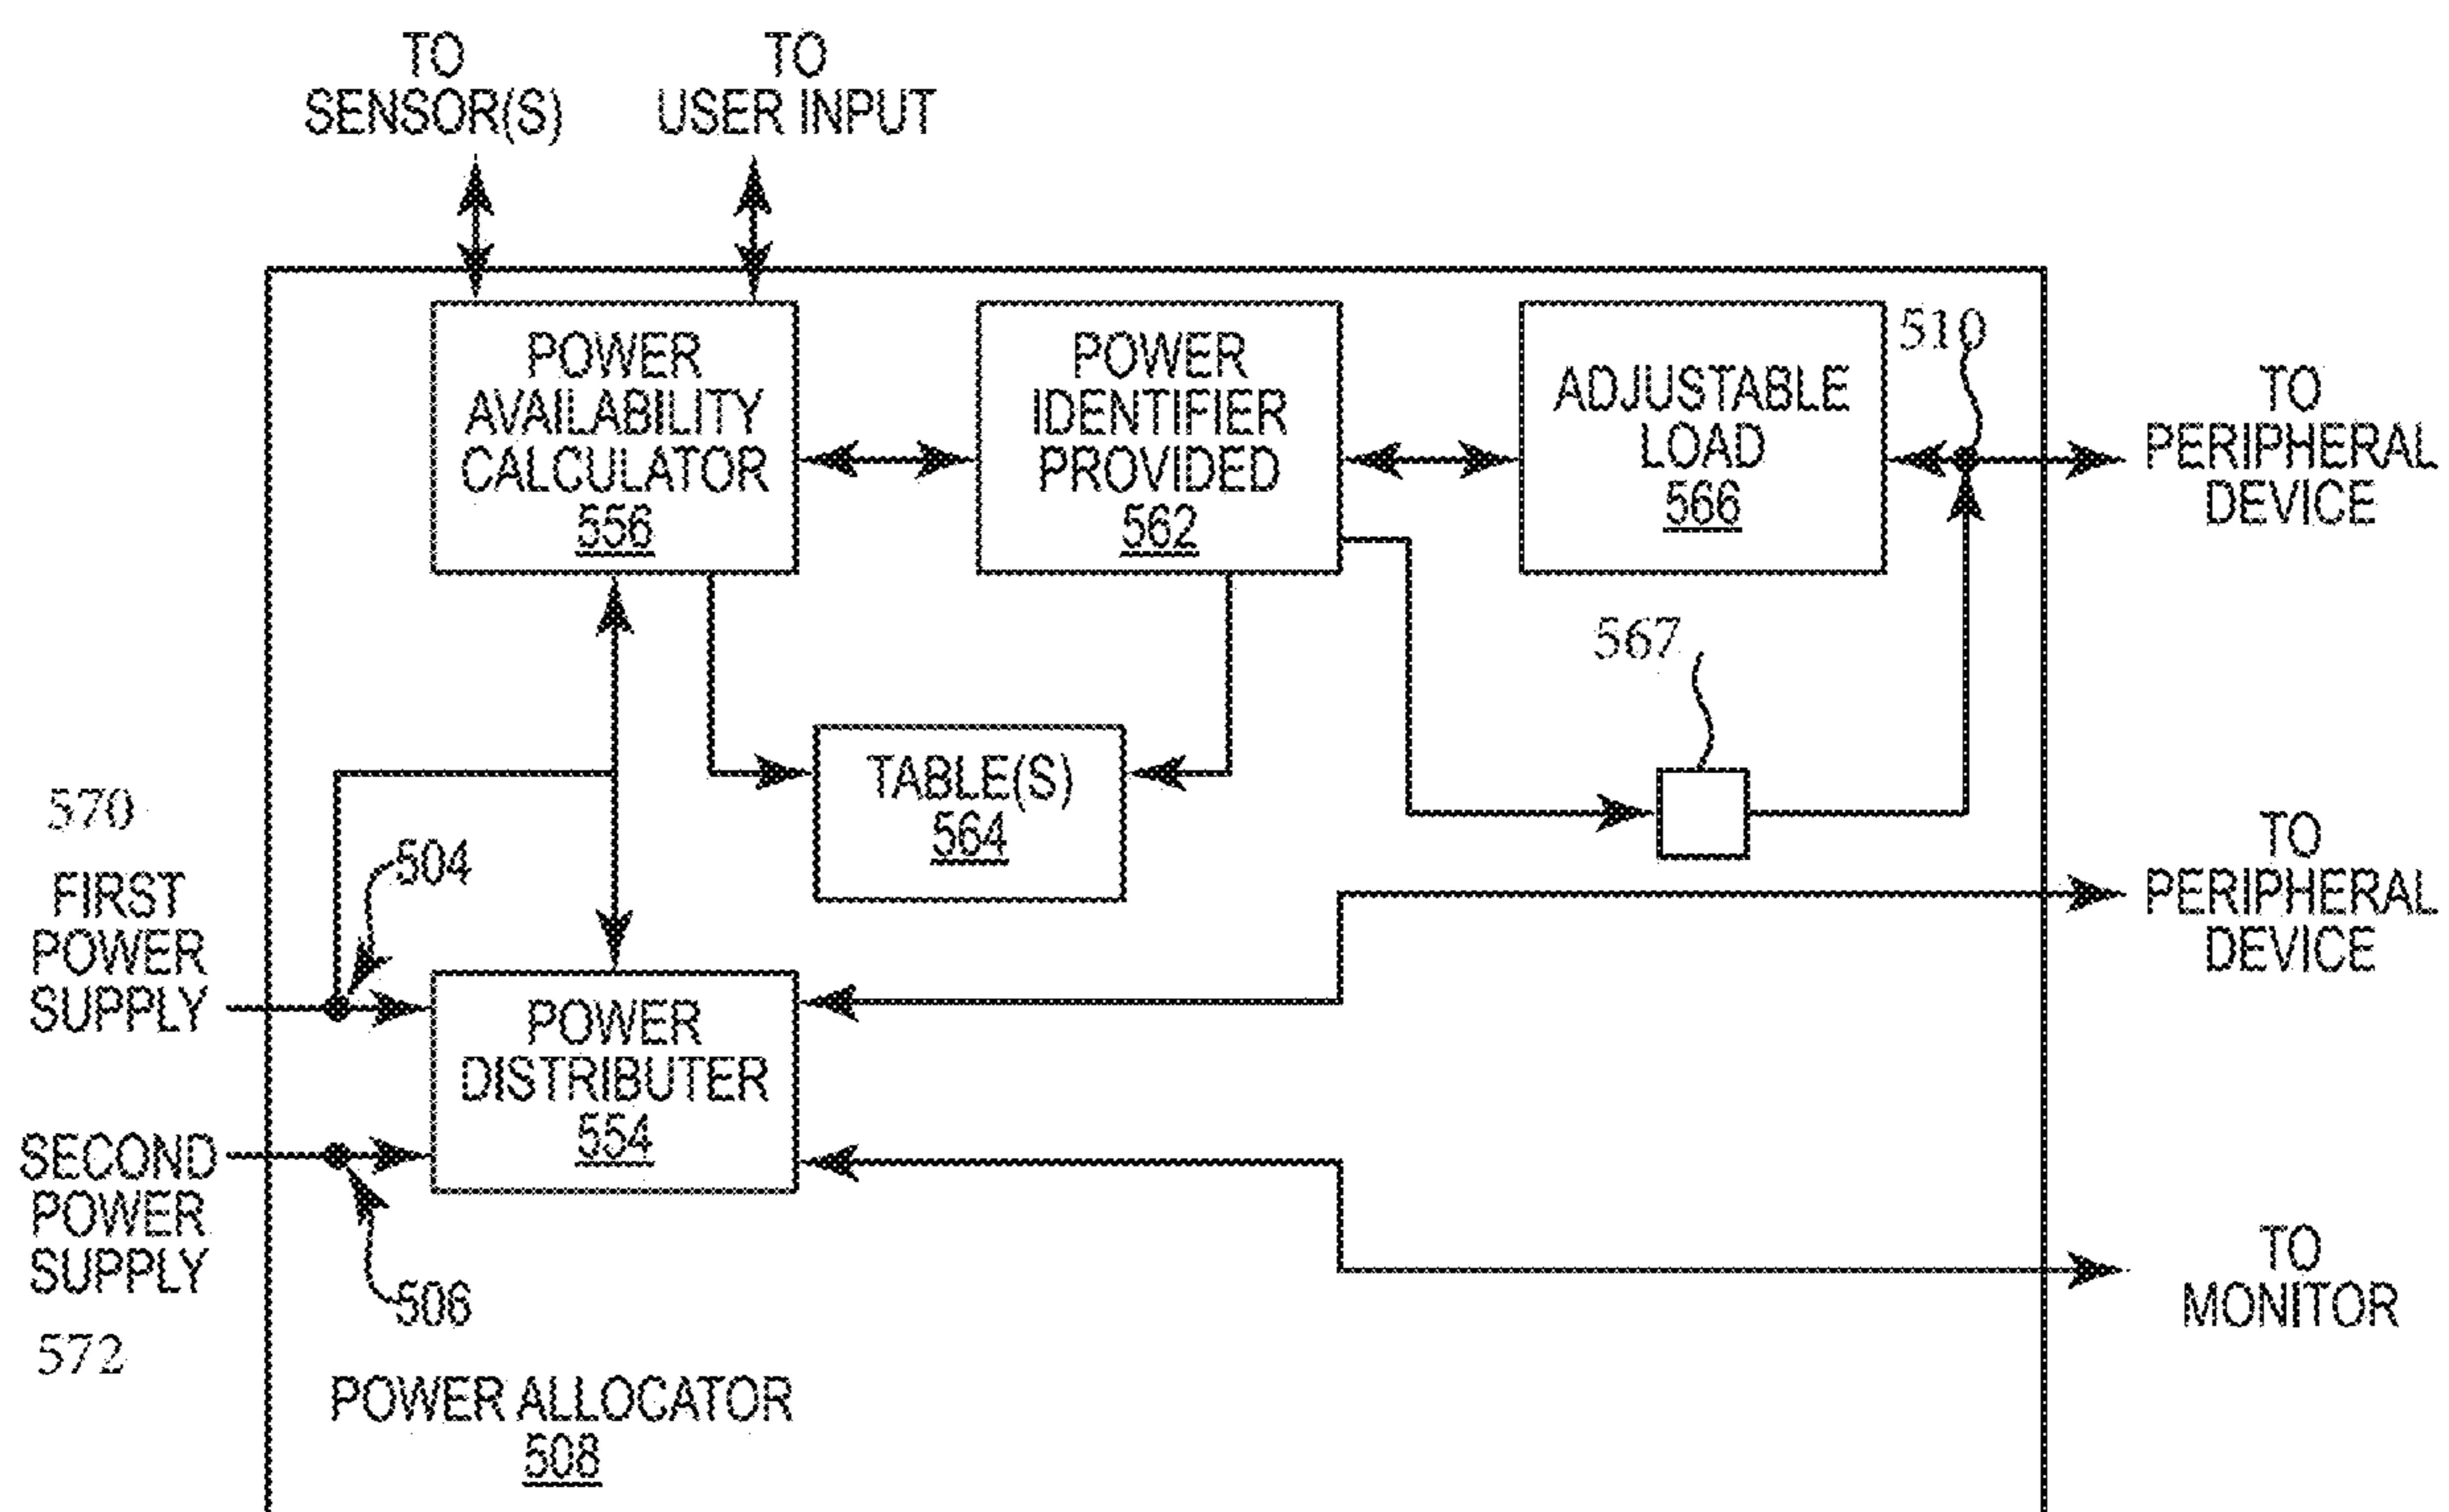 TO
SENSOR(S)
TO
USER INPUT
POWER
AVAILABILITY
CALCULATOR
556
POWER
IDENTIFIER
PROVIDED
562
ADJUSTABLE
LOAD
566
510
TO
PERIPHERAL
DEVICE
567
TABLE(S)
564
570
FIRST
POWER
SUPPLY
504
TO
PERIPHERAL
DEVICE
POWER
DISTRIBUTER
554
SECOND
POWER
SUPPLY
572
506
TO
MONITOR
POWER ALLOCATOR
508